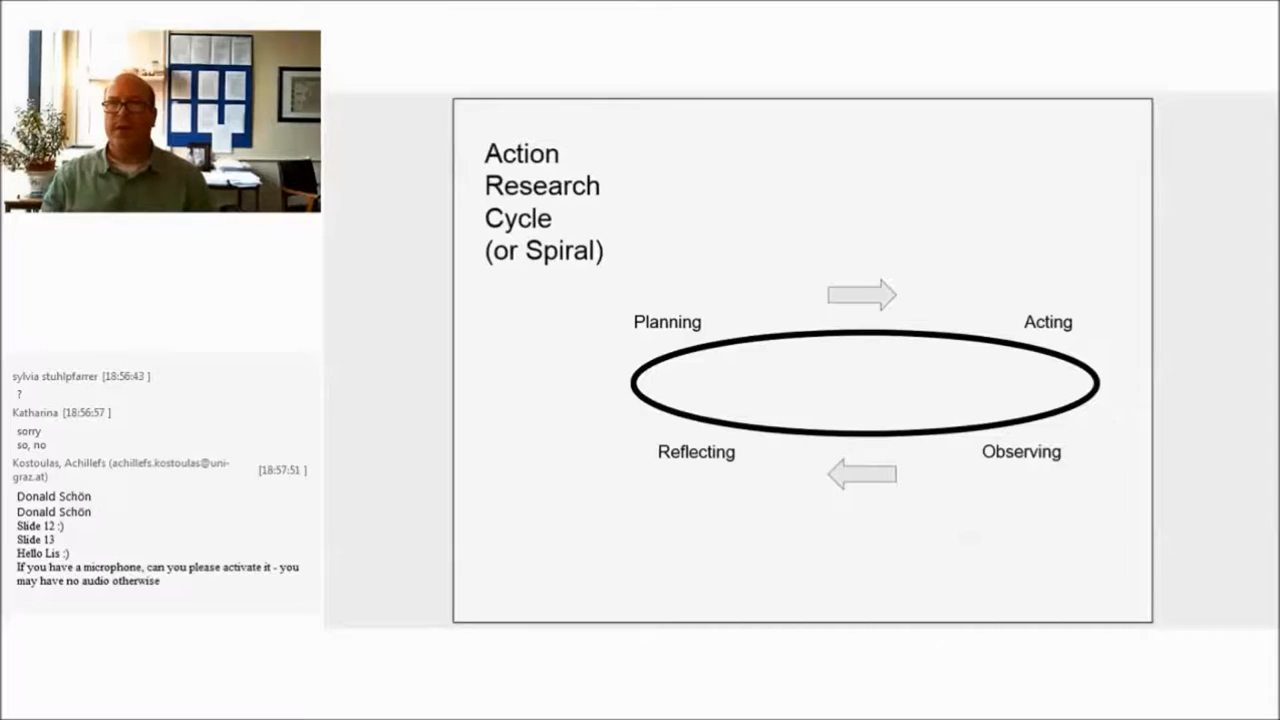 Action
Research
Cycle
(or Spiral)
Planning
Acting
Reflecting
Observing
sylvia stuhlpfarrer [18:56:43 ]
?
Katharina [18:56:57 ]
sorry
so, no
Kostoulas, Achillefs (achillefs.kostoulas@uni-
graz.at) [18:57:51 ]
Donald Schön
Donald Schön
Slide 12 :)
Slide 13
Hello Lis :)
If you have a microphone, can you please activate it - you
may have no audio otherwise